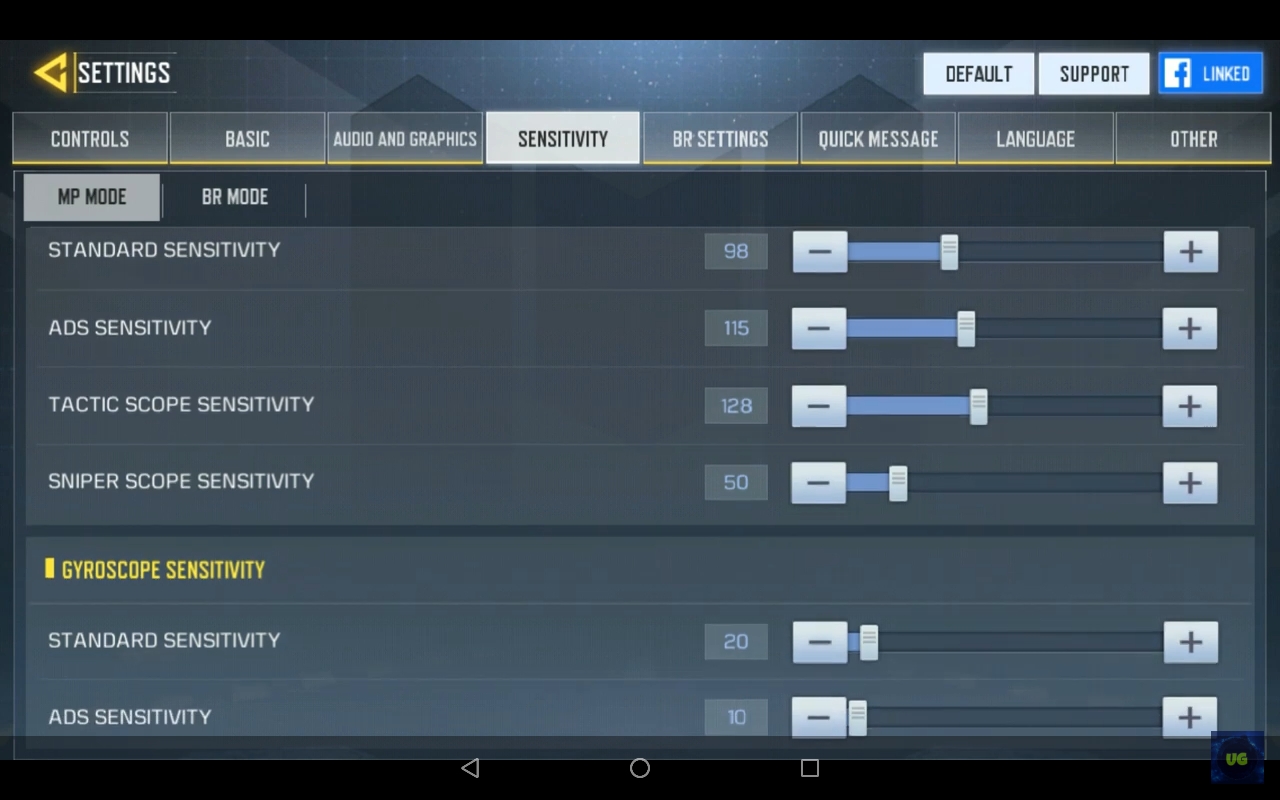 SETTINGS
DEFAULT
SUPPORT
LINKED
CONTROLS
BASIC
AUDIO AND GRAPHICS
SENSITIVITY
BR SETTINGS
QUICK MESSAGE
LANGUAGE
OTHER
MP MODE
BR MODE
STANDARD SENSITIVITY 98
ADS SENSITIVITY 115
TACTIC SCOPE SENSITIVITY 128
SNIPER SCOPE SENSITIVITY 50
GYROSCOPE SENSITIVITY
STANDARD SENSITIVITY 20
ADS SENSITIVITY 10
UG